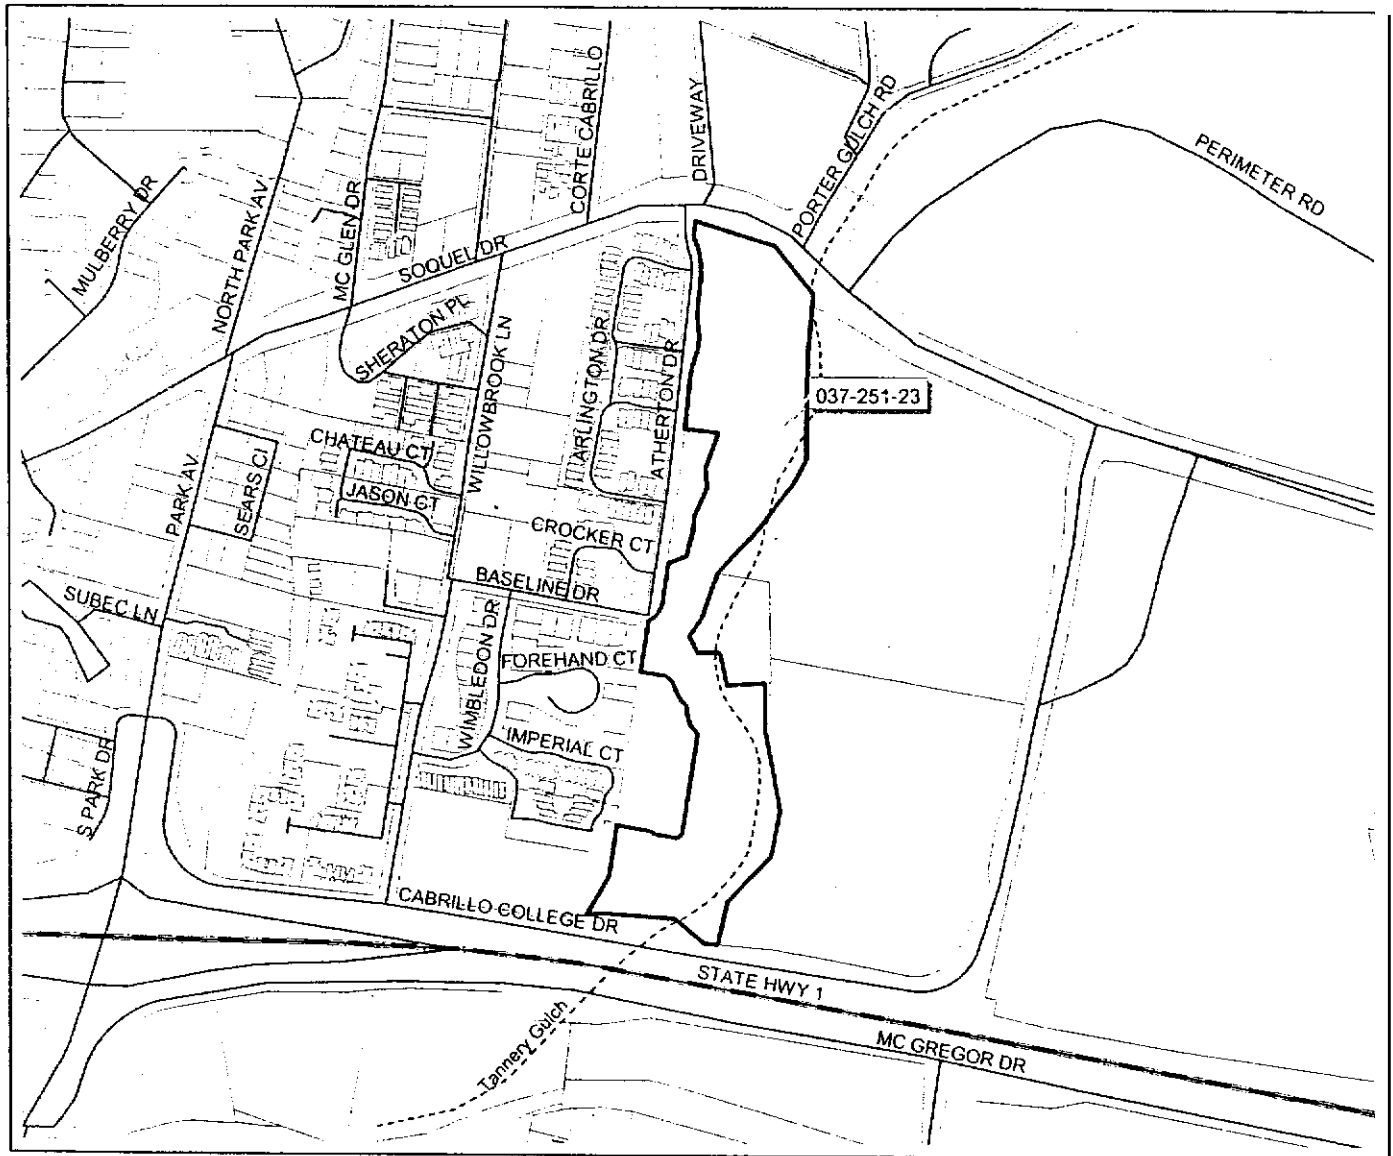 CORTE CABRILLO
DRIVEWAY
PORTER GULCH RD
PERIMETER RD
MULBERRY DR
NORTH PARK AV
MC GLEN DR
SOQUEL DR
SHERATON PL
WILLOWBROOK LN
ARLINGTON DR
ATHERTON DR
037-251-23
CHATEAU CT
JASON CT
PARK AV
SEARS CI
CROCKER CT
BASELINE DR
SUBEC LN
WIMBLEDON DR
FOREHAND CT
IMPERIAL CT
S PARK DR
CABRILLO COLLEGE DR
STATE HWY 1
MC GREGOR DR
Tannery Gulch